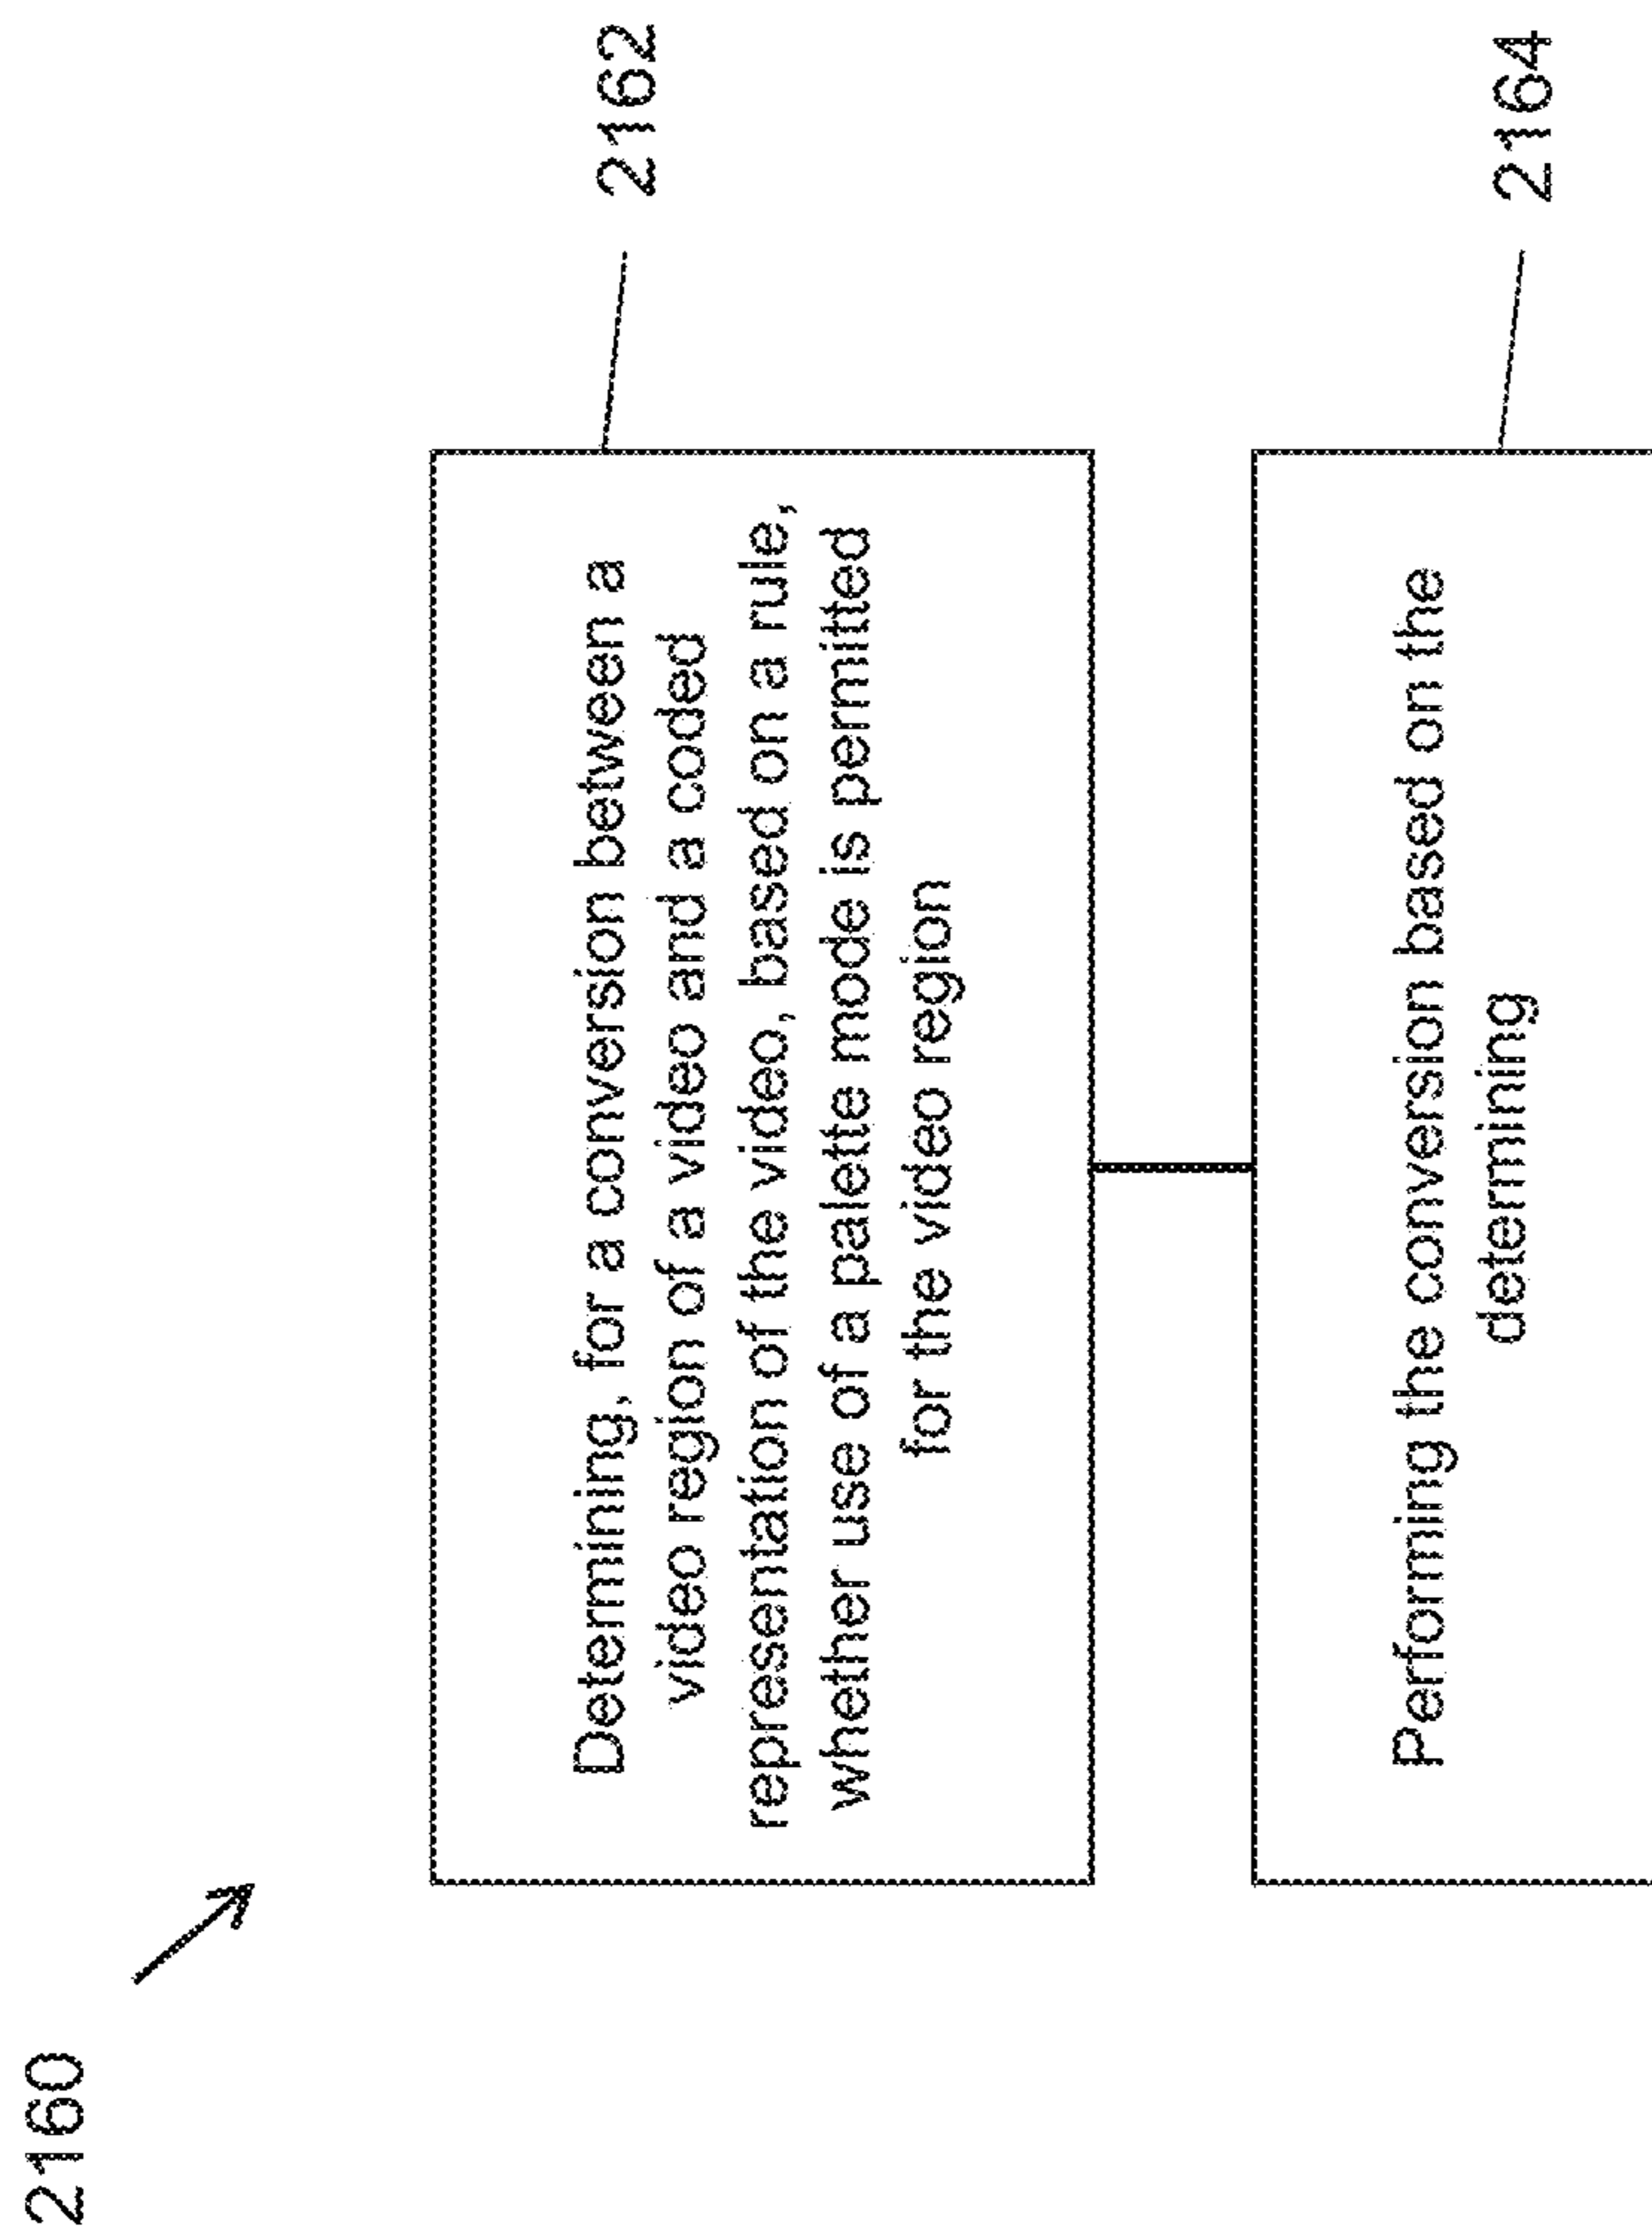 2160
Determining, for a conversion between a
video region of a video and a coded
representation of the video, based on a rule,
whether use of a palette mode is permitted
for the video region
2162
Performing the conversion based on the
determining
2164